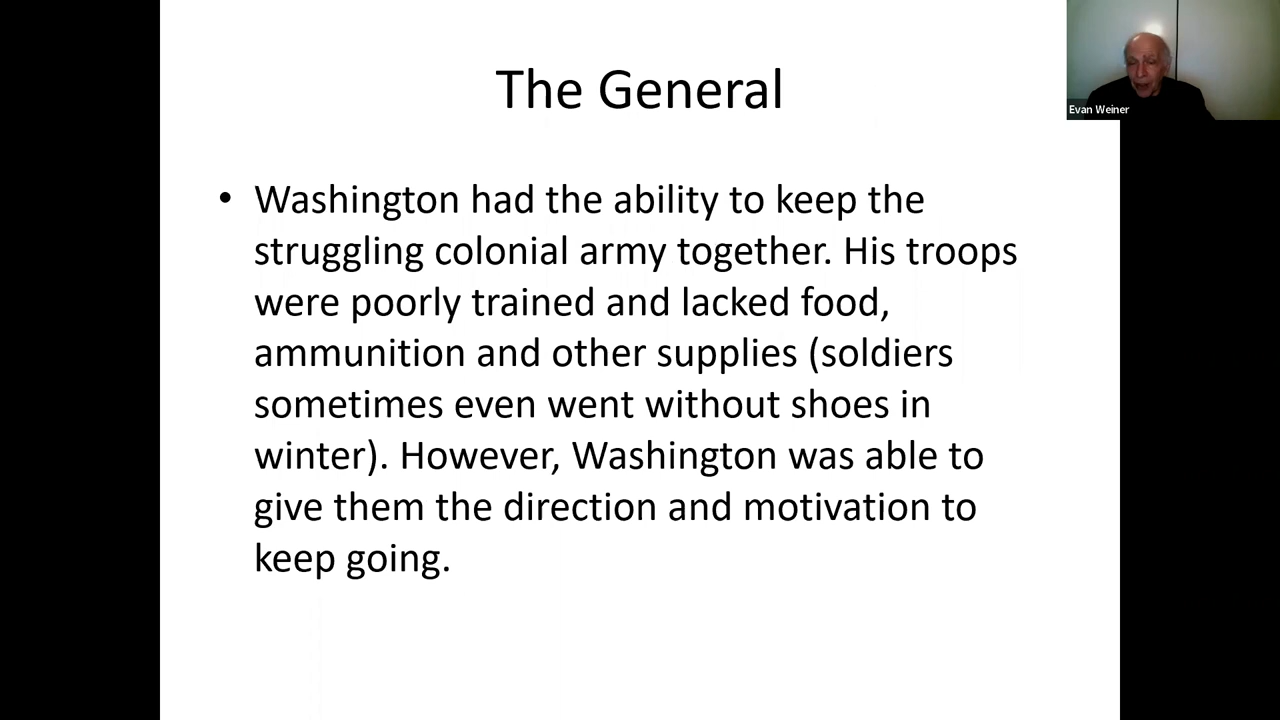 The General
Evan Weiner
• Washington had the ability to keep the
struggling colonial army together. His troops
were poorly trained and lacked food,
ammunition and other supplies (soldiers
sometimes even went without shoes in
winter). However, Washington was able to
give them the direction and motivation to
keep going.